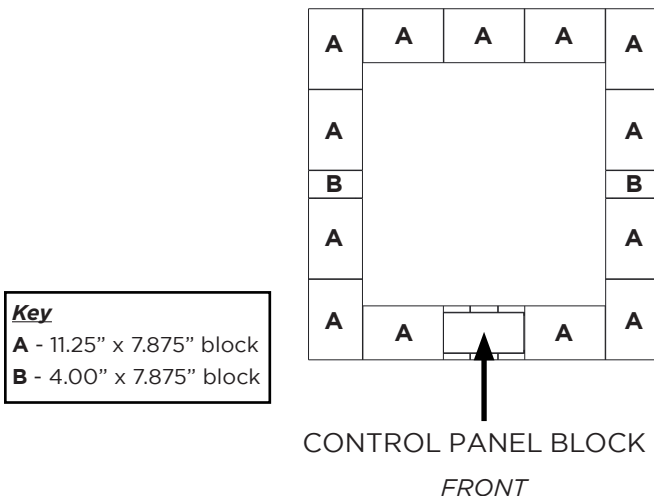 A A A A A
A A
B B
A A
A A A A
Key
A - 11.25” x 7.875” block
B - 4.00” x 7.875” block
CONTROL PANEL BLOCK
FRONT